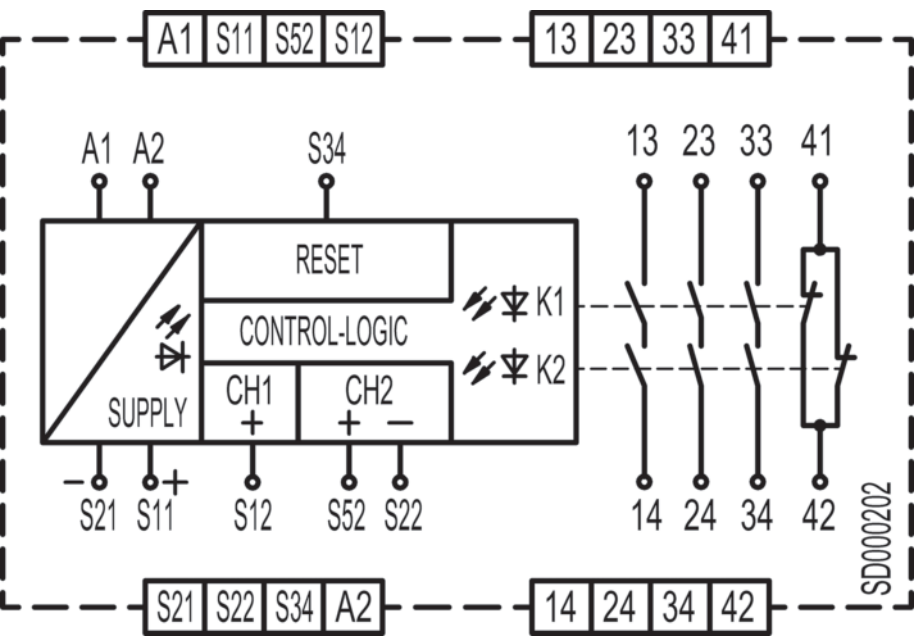 A1 S11 S52 S12 13 23 33 41
A1 A2 S34 13 23 33 41
RESET
K1
CONTROL-LOGIC
K2
CH1 CH2
SUPPLY + + −
− +
S21 S11 S12 S52 S22 14 24 34 42
SD000202
S21 S22 S34 A2 14 24 34 42